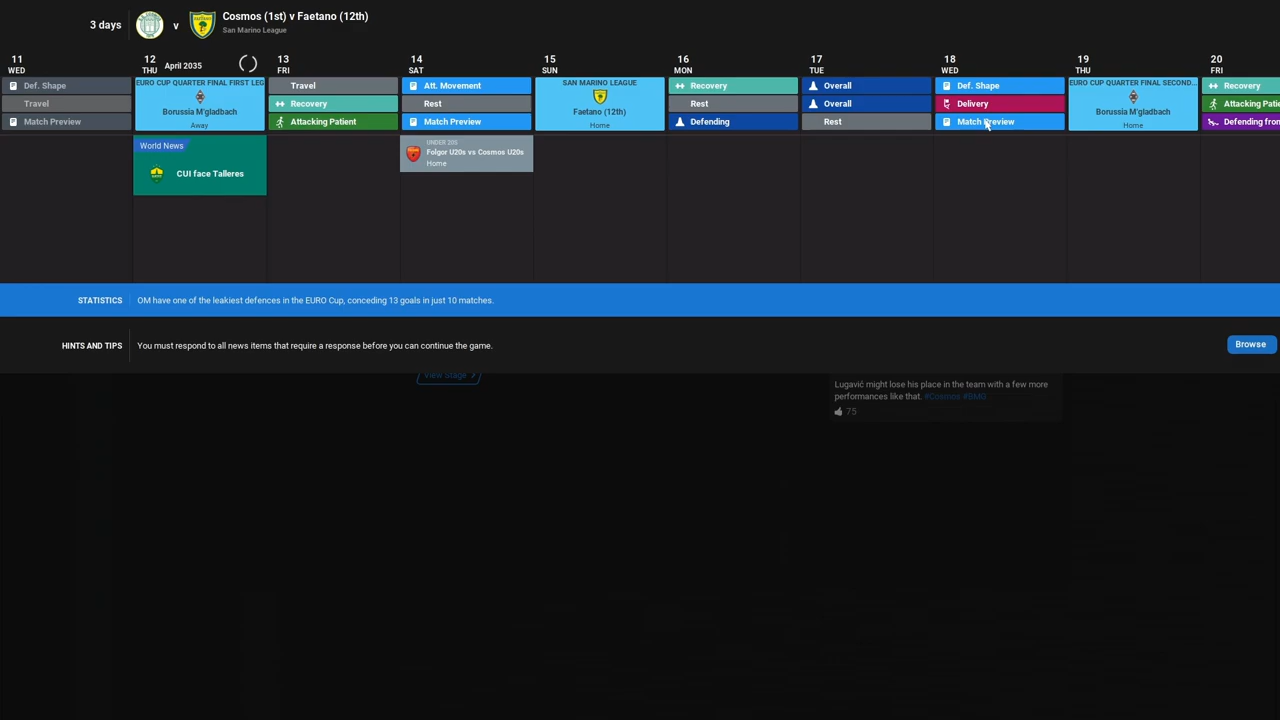 3 days
v
Cosmos (1st) v Faetano (12th)
San Marino League
11
WED
12
THU
April 2035
13
FRI
14
SAT
15
SUN
16
MON
17
TUE
18
WED
19
THU
20
FRI
Def. Shape
Travel
Match Preview
EURO CUP QUARTER FINAL FIRST LEG
Borussia M'gladbach
Away
Travel
Recovery
Attacking Patient
Att. Movement
Rest
Match Preview
SAN MARINO LEAGUE
Faetano (12th)
Home
Recovery
Rest
Defending
Overall
Overall
Rest
Def. Shape
Delivery
Match Preview
EURO CUP QUARTER FINAL SECOND...
Borussia M'gladbach
Home
Recovery
Attacking Patie
Defending fron
World News
CUI face Talleres
UNDER 20S
Folgor U20s vs Cosmos U20s
Home
STATISTICS
OM have one of the leakiest defences in the EURO Cup, conceding 13 goals in just 10 matches.
HINTS AND TIPS
You must respond to all news items that require a response before you can continue the game.
Browse
View Stage >
Lugavić might lose his place in the team with a few more
performances like that. #Cosmos #BMG
75